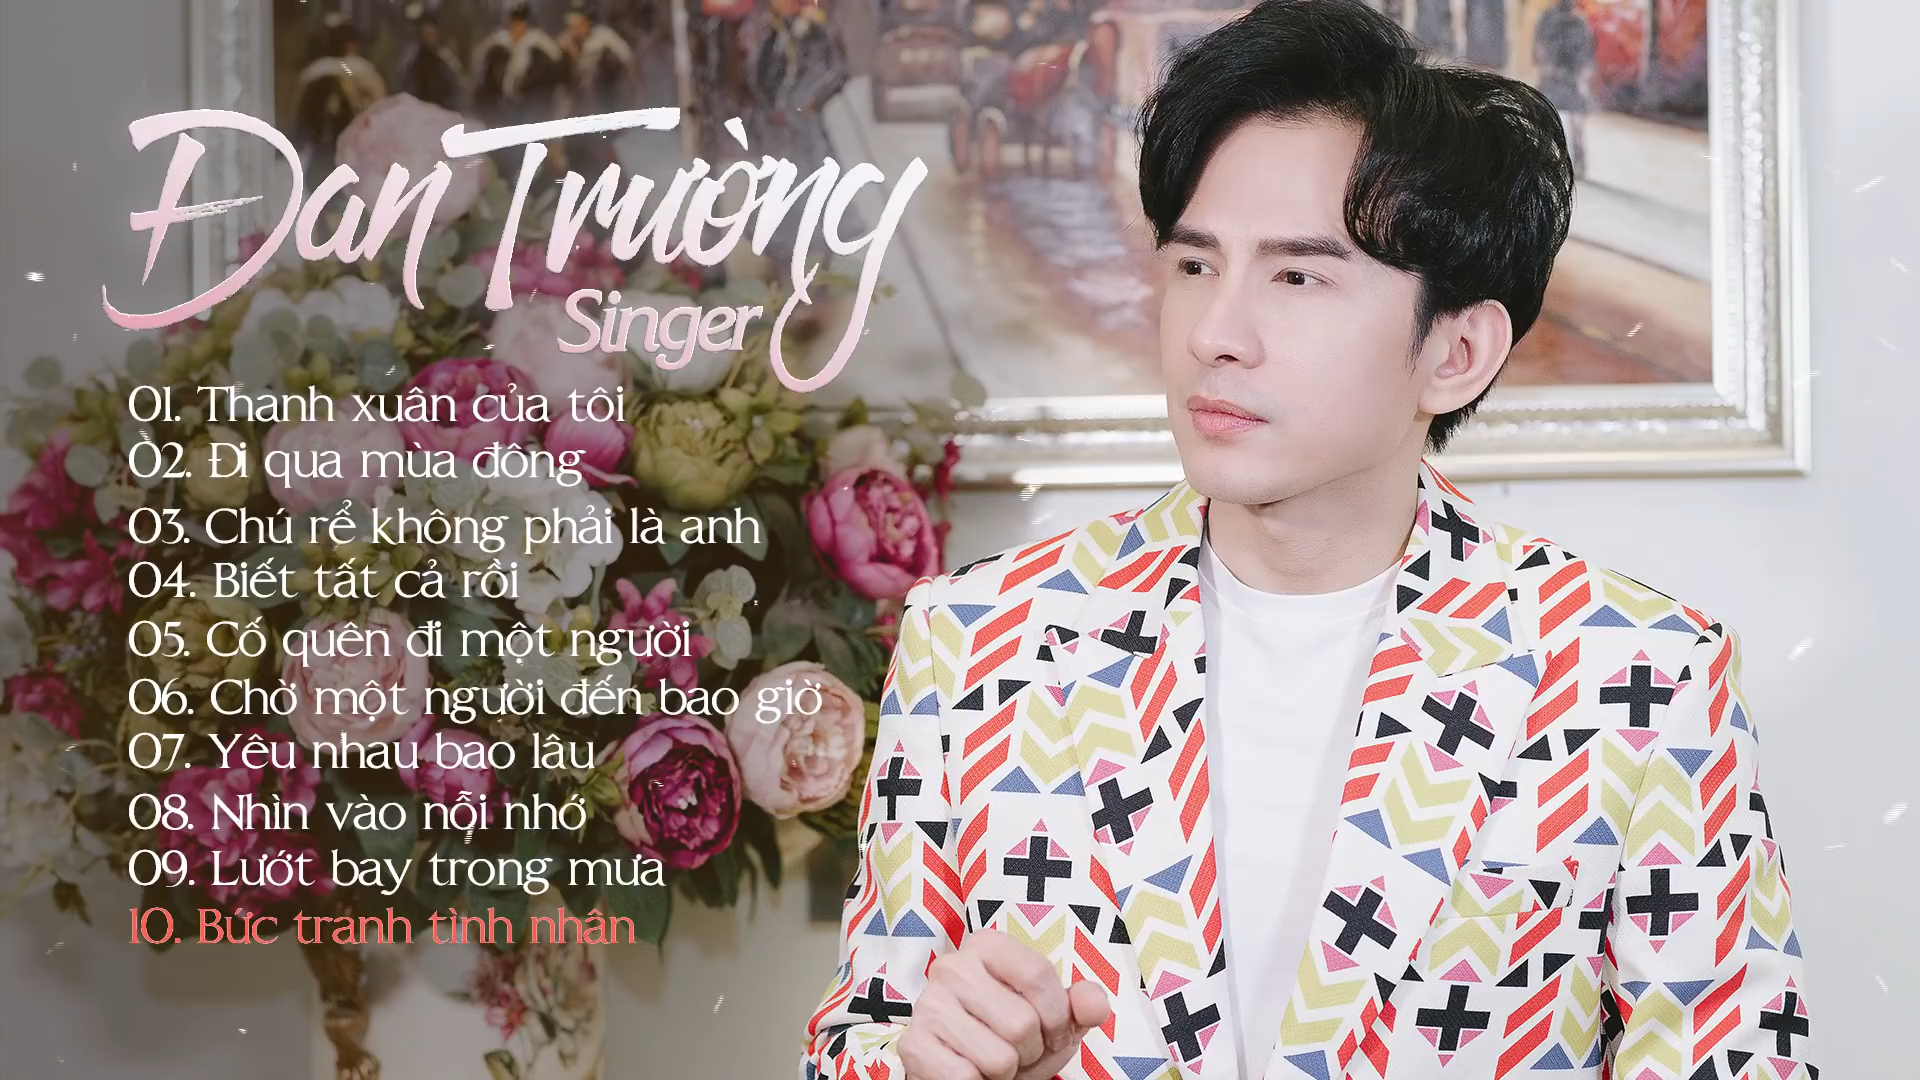 Đan Trường
Singer
01. Thanh xuân của tôi
02. Đi qua mùa đông
03. Chú rể không phải là anh
04. Biết tất cả rồi
05. Cố quên đi một người
06. Chờ một người đến bao giờ
07. Yêu nhau bao lâu
08. Nhìn vào nỗi nhớ
09. Lướt bay trong mưa
10. Bức tranh tình nhân